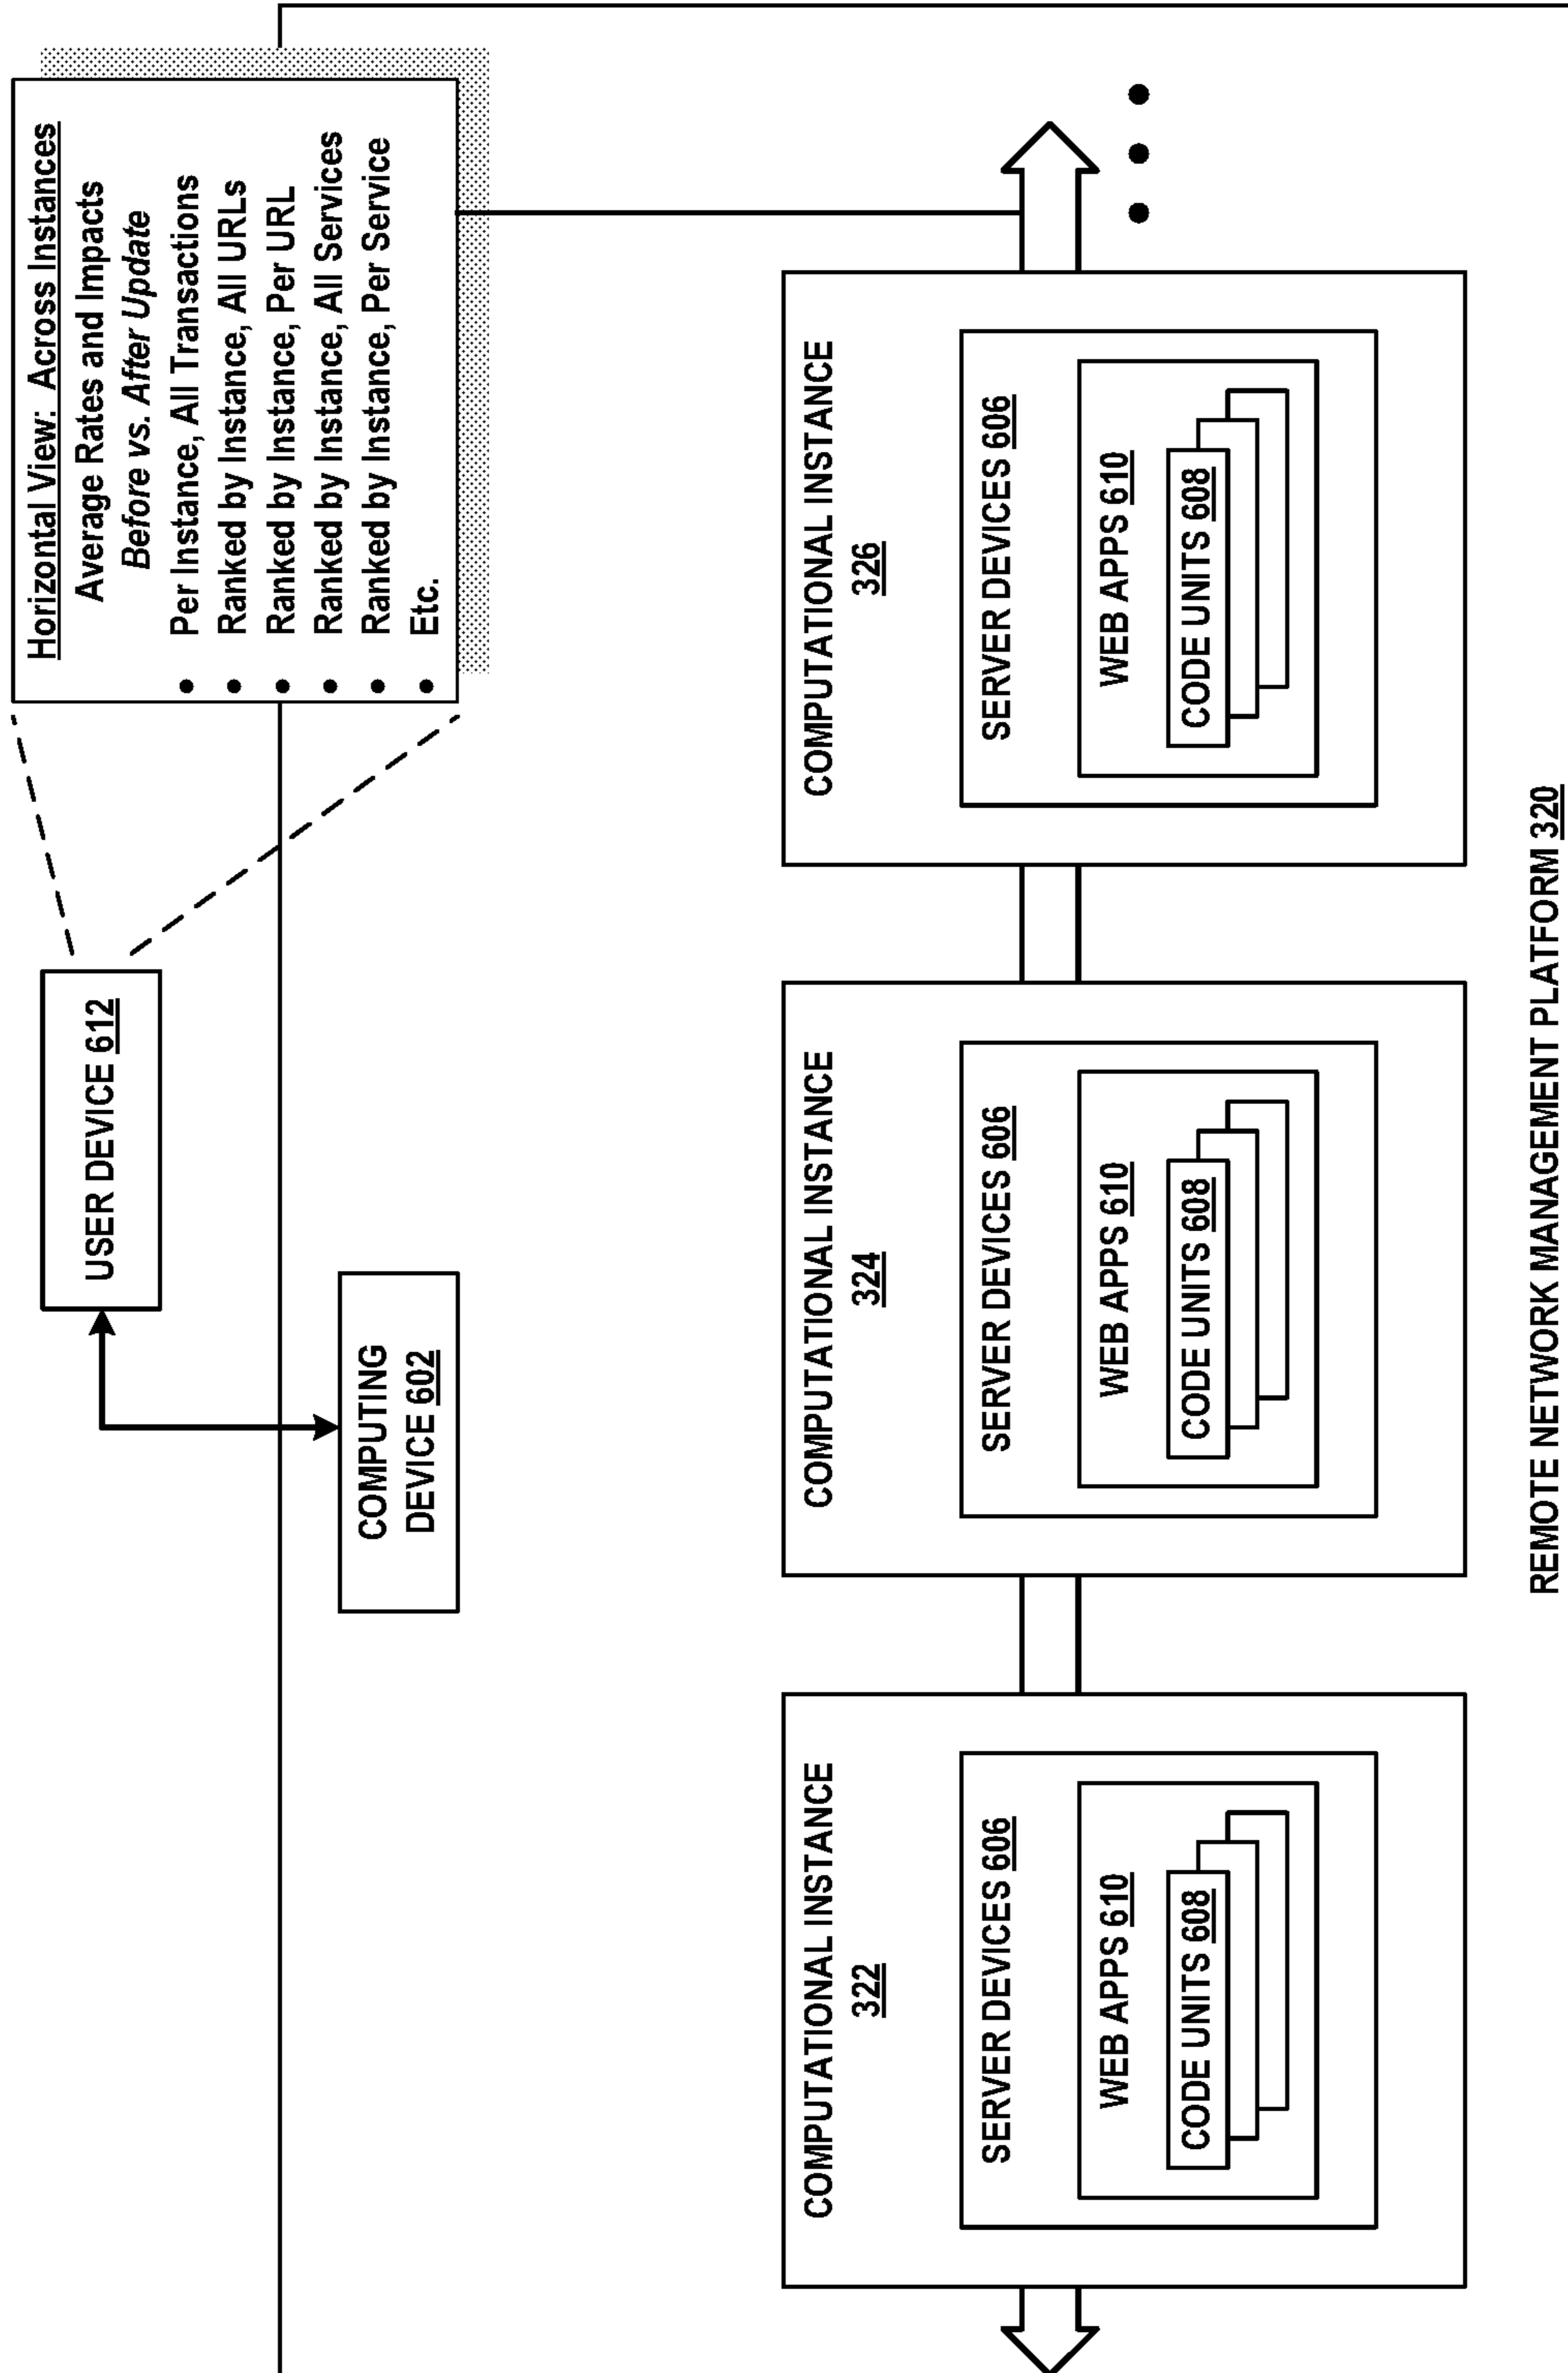 USER DEVICE 612
Horizontal View: Across Instances
Average Rates and Impacts
Before vs. After Update
• Per Instance, All Transactions
• Ranked by Instance, All URLs
• Ranked by Instance, Per URL
• Ranked by Instance, All Services
• Ranked by Instance, Per Service
• Etc.
COMPUTING
DEVICE 602
COMPUTATIONAL INSTANCE
322
SERVER DEVICES 606
WEB APPS 610
CODE UNITS 608
COMPUTATIONAL INSTANCE
324
SERVER DEVICES 606
WEB APPS 610
CODE UNITS 608
COMPUTATIONAL INSTANCE
326
SERVER DEVICES 606
WEB APPS 610
CODE UNITS 608
REMOTE NETWORK MANAGEMENT PLATFORM 320